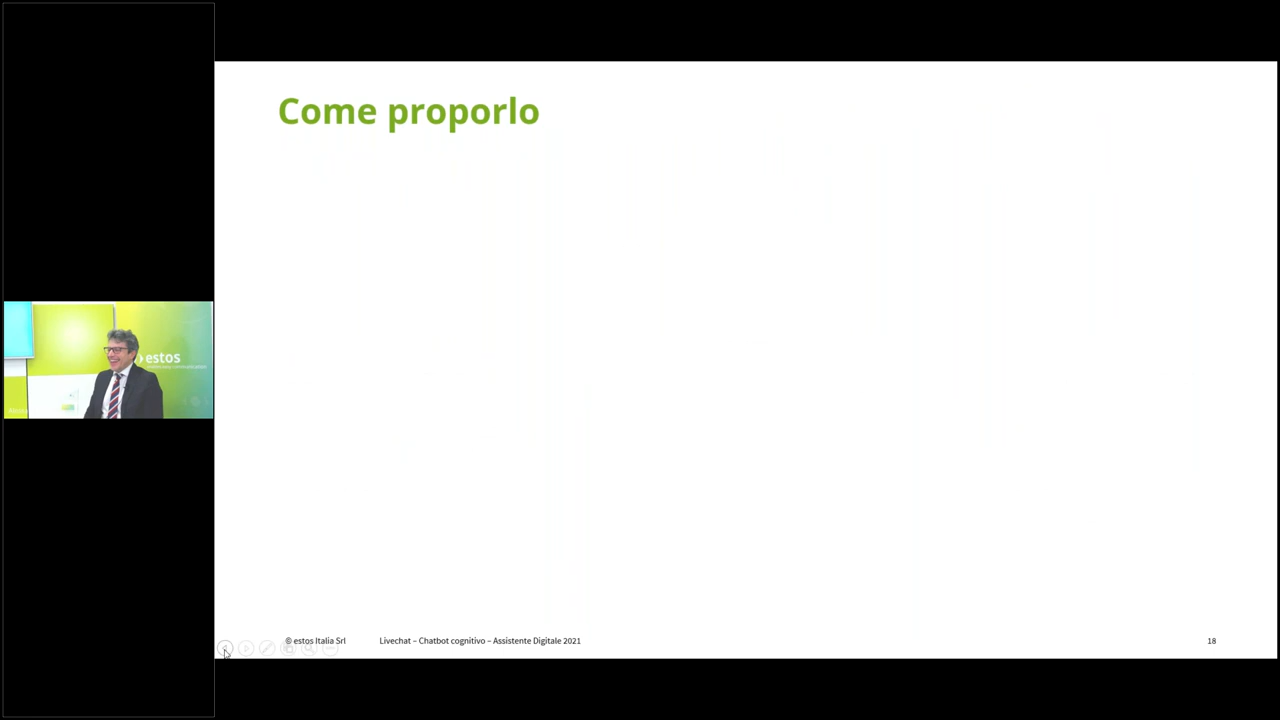 Come proporlo
estos
© estos Italia Srl
Livechat – Chatbot cognitivo – Assistente Digitale 2021
18